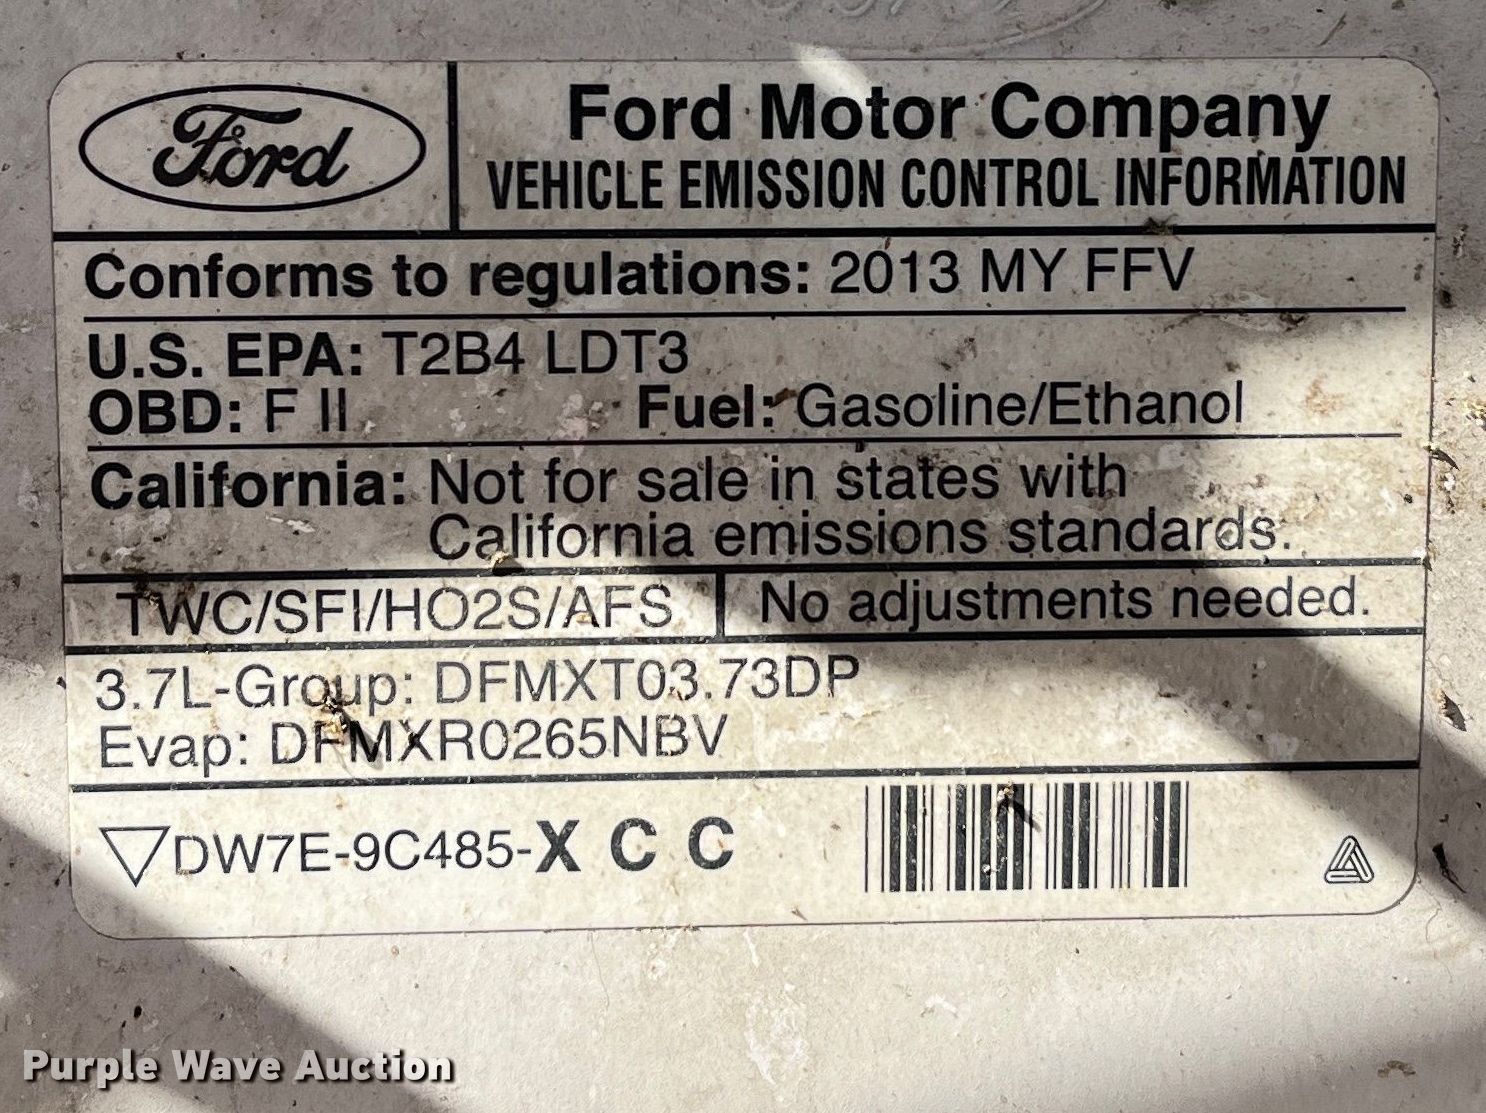 Ford
Ford Motor Company
VEHICLE EMISSION CONTROL INFORMATION
Conforms to regulations: 2013 MY FFV
U.S. EPA: T2B4 LDT3
OBD: F II Fuel: Gasoline/Ethanol
California: Not for sale in states with
California emissions standards.
TWC/SFI/HO2S/AFS No adjustments needed.
3.7L-Group: DFMXT03.73DP
Evap: DFMXR0265NBV
DW7E-9C485-X C C
Purple Wave Auction